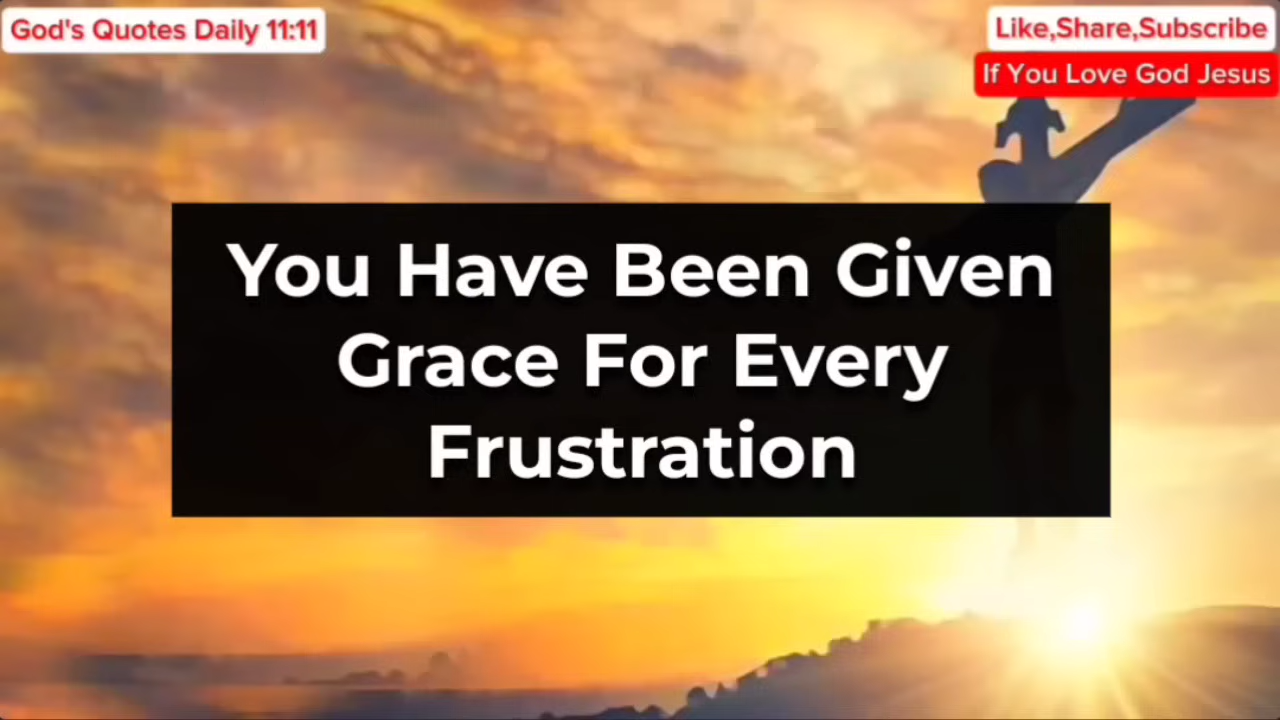 God's Quotes Daily 11:11
Like,Share,Subscribe
If You Love God Jesus
You Have Been Given
Grace For Every
Frustration